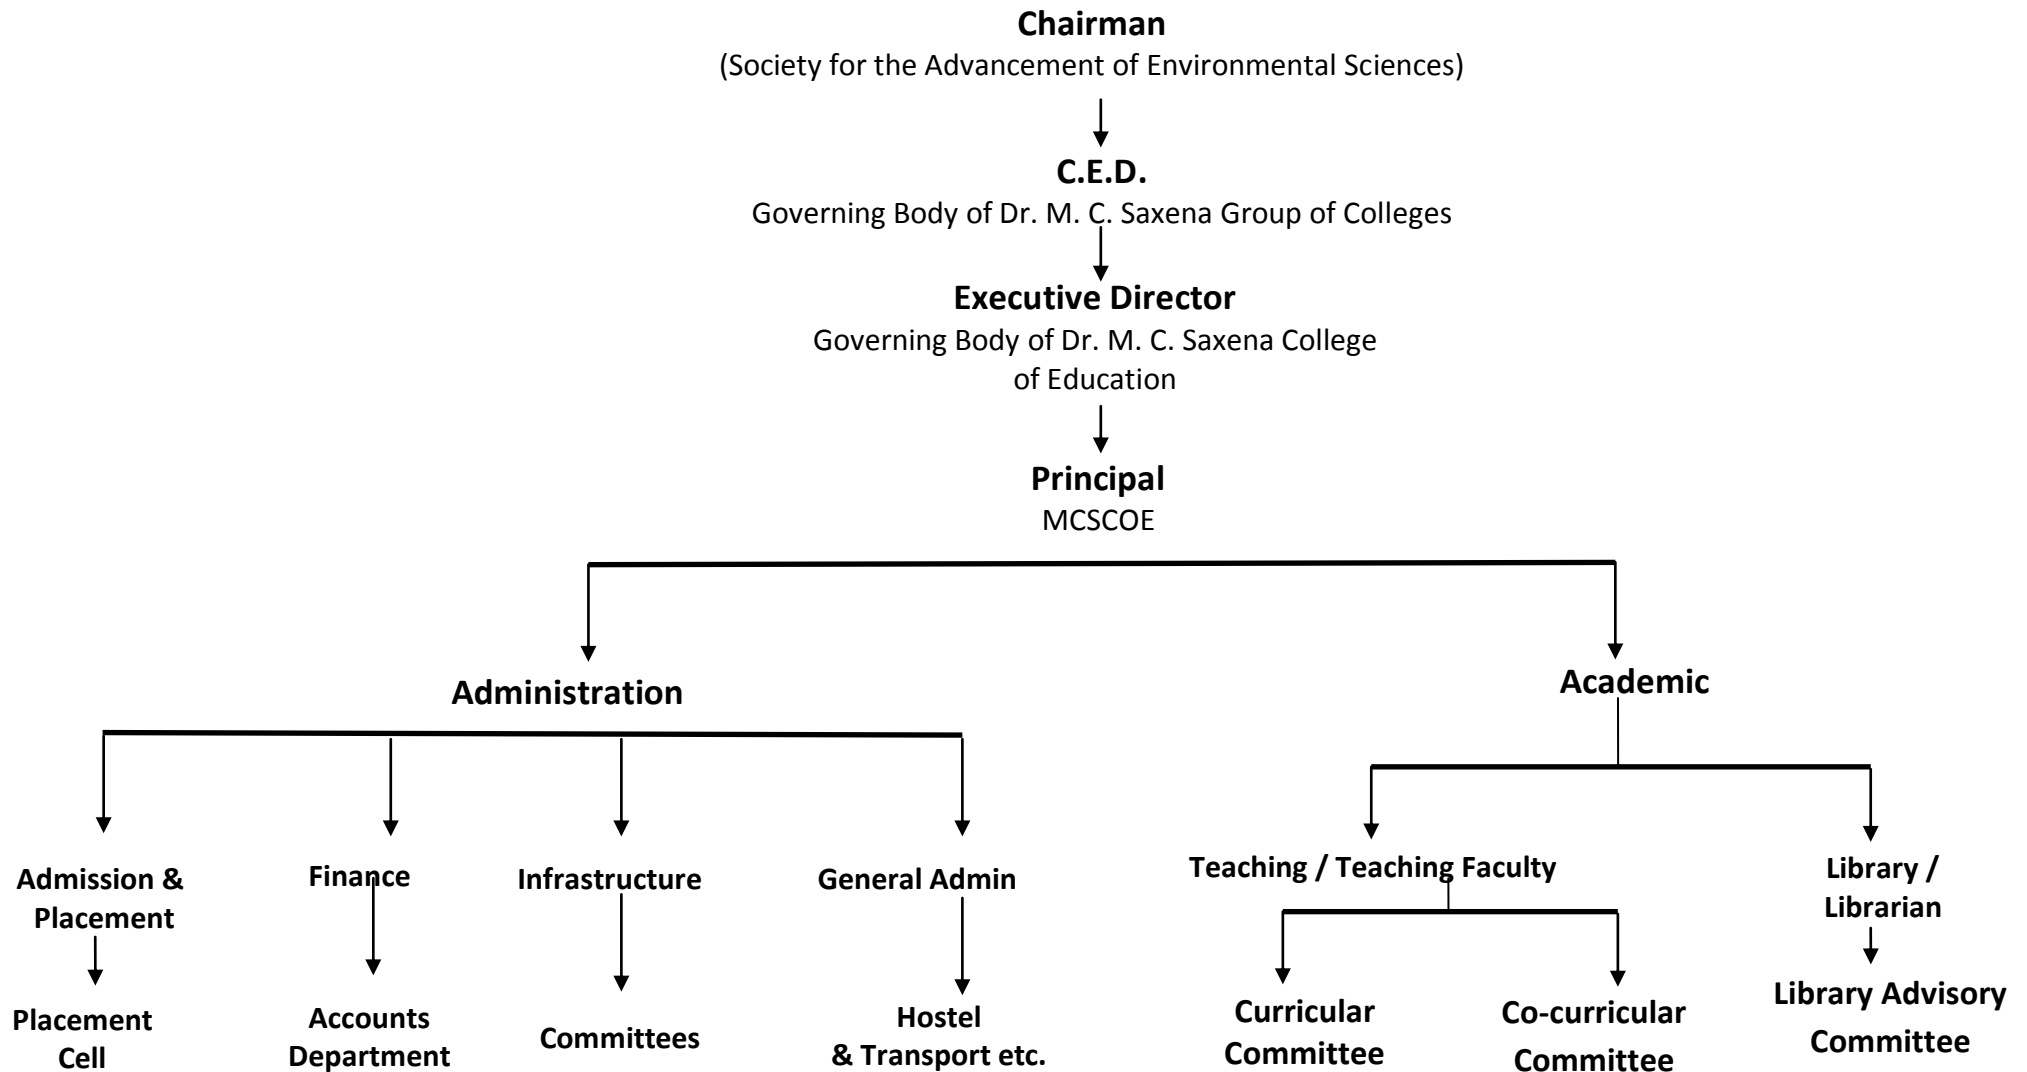 Chairman
(Society for the Advancement of Environmental Sciences)
C.E.D.
Governing Body of Dr. M. C. Saxena Group of Colleges
Executive Director
Governing Body of Dr. M. C. Saxena College
of Education
Principal
MCSCOE
Administration
Academic
Admission &
Placement
Finance
Infrastructure
General Admin
Teaching / Teaching Faculty
Library /
Librarian
Placement
Cell
Accounts
Department
Committees
Hostel
& Transport etc.
Curricular
Committee
Co-curricular
Committee
Library Advisory
Committee